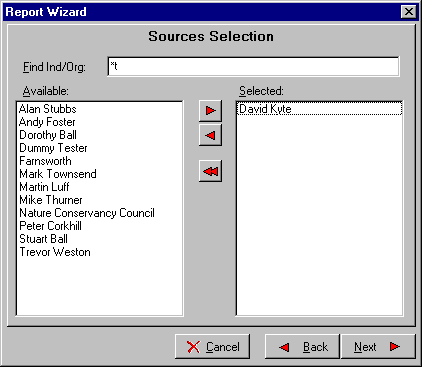 Report Wizard
Sources Selection
Find Ind/Org:
*t
Available:
Alan Stubbs
Andy Foster
Dorothy Ball
Dummy Tester
Farnsworth
Mark Townsend
Martin Luff
Mike Thurner
Nature Conservancy Council
Peter Corkhill
Stuart Ball
Trevor Weston
Selected:
David Kyte
Cancel
Back
Next